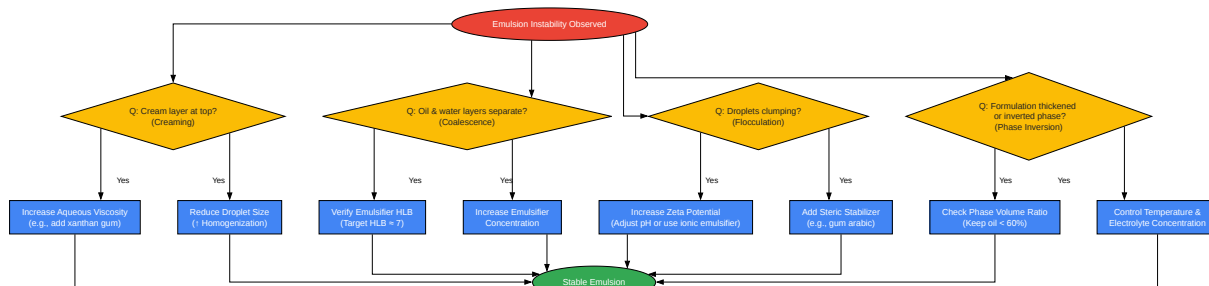 Emulsion Instability Observed
Q: Cream layer at top?
(Creaming)
Q: Oil & water layers separate?
(Coalescence)
Q: Droplets clumping?
(Flocculation)
Q: Formulation thickened
or inverted phase?
(Phase Inversion)
Yes
Yes
Yes
Yes
Yes
Yes
Yes
Yes
Increase Aqueous Viscosity
(e.g., add xanthan gum)
Reduce Droplet Size
(↑ Homogenization)
Verify Emulsifier HLB
(Target HLB ≈ 7)
Increase Emulsifier
Concentration
Increase Zeta Potential
(Adjust pH or use ionic emulsifier)
Add Steric Stabilizer
(e.g., gum arabic)
Check Phase Volume Ratio
(Keep oil < 60%)
Control Temperature &
Electrolyte Concentration
Stable Emulsion